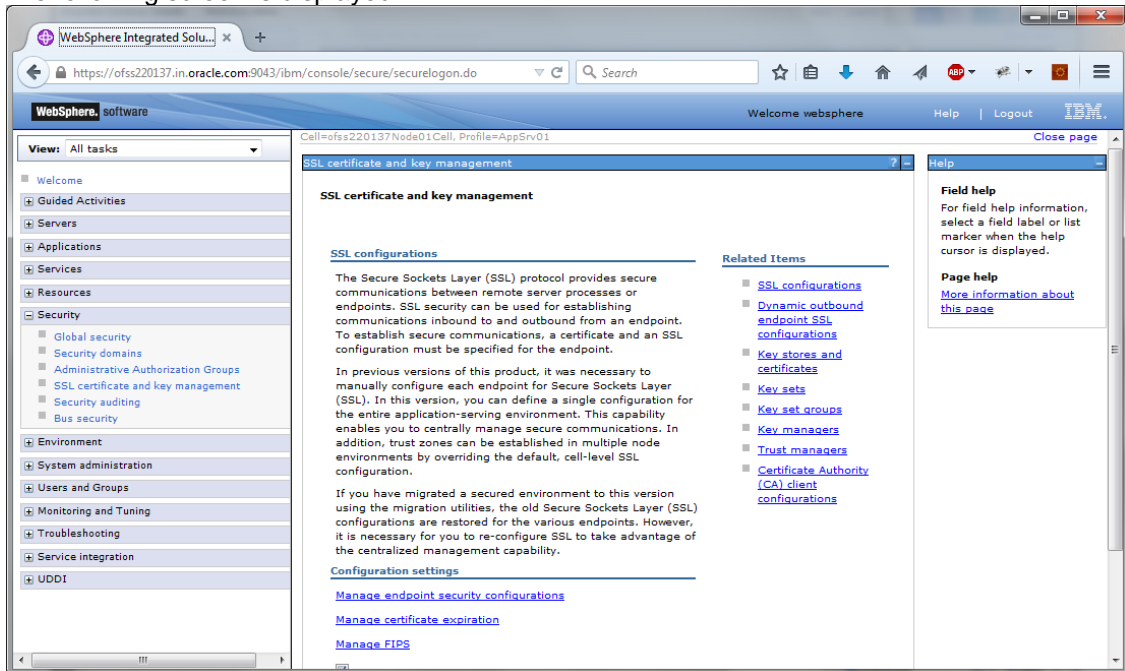 WebSphere Integrated Solu... × +
https://ofss220137.in.oracle.com:9043/ibm/console/secure/securelogon.do
Search
ABP
WebSphere. software
Welcome websphere
Help | Logout
IBM.
View: All tasks
Welcome
Guided Activities
Servers
Applications
Services
Resources
Security
Global security
Security domains
Administrative Authorization Groups
SSL certificate and key management
Security auditing
Bus security
Environment
System administration
Users and Groups
Monitoring and Tuning
Troubleshooting
Service integration
UDDI
Cell=ofss220137Node01Cell, Profile=AppSrv01
Close page
SSL certificate and key management ? –
SSL certificate and key management
SSL configurations
The Secure Sockets Layer (SSL) protocol provides secure
communications between remote server processes or
endpoints. SSL security can be used for establishing
communications inbound to and outbound from an endpoint.
To establish secure communications, a certificate and an SSL
configuration must be specified for the endpoint.
In previous versions of this product, it was necessary to
manually configure each endpoint for Secure Sockets Layer
(SSL). In this version, you can define a single configuration for
the entire application-serving environment. This capability
enables you to centrally manage secure communications. In
addition, trust zones can be established in multiple node
environments by overriding the default, cell-level SSL
configuration.
If you have migrated a secured environment to this version
using the migration utilities, the old Secure Sockets Layer (SSL)
configurations are restored for the various endpoints. However,
it is necessary for you to re-configure SSL to take advantage of
the centralized management capability.
Configuration settings
Manage endpoint security configurations
Manage certificate expiration
Manage FIPS
Related Items
SSL configurations
Dynamic outbound
endpoint SSL
configurations
Key stores and
certificates
Key sets
Key set groups
Key managers
Trust managers
Certificate Authority
(CA) client
configurations
Help –
Field help
For field help information,
select a field label or list
marker when the help
cursor is displayed.
Page help
More information about
this page